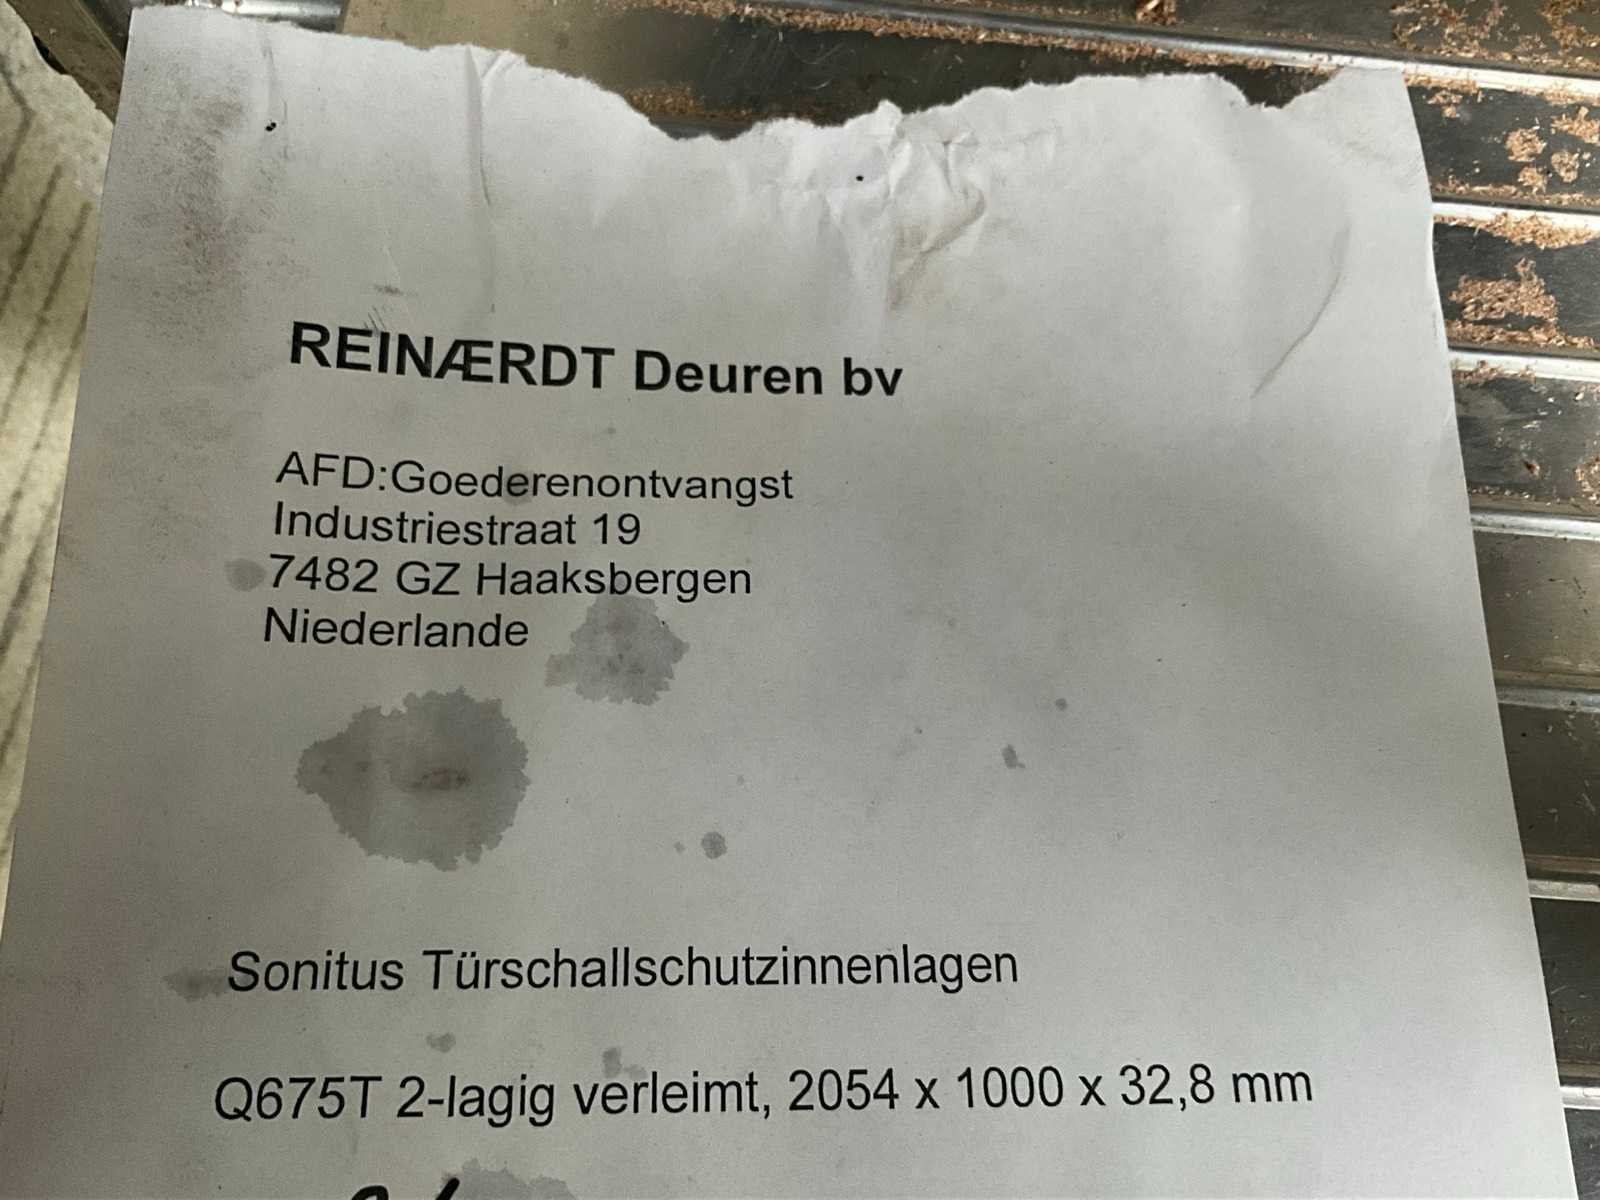 REINÆRDT Deuren bv
AFD:Goederenontvangst
Industriestraat 19
7482 GZ Haaksbergen
Niederlande
Sonitus Türschallschutzinnenlagen
Q675T 2-lagig verleimt, 2054 x 1000 x 32,8 mm